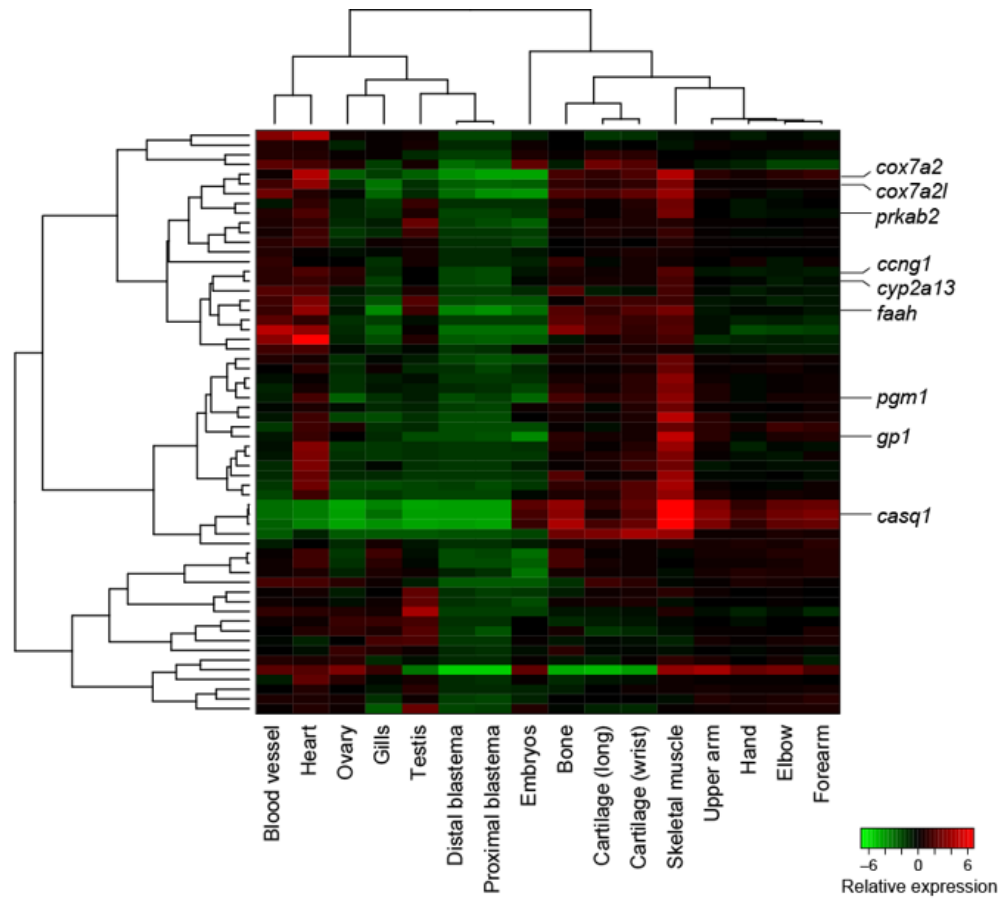 cox7a2
cox7a2l
prkab2
ccng1
cyp2a13
faah
pgm1
gp1
casq1
Blood vessel
Heart
Ovary
Gills
Testis
Distal blastema
Proximal blastema
Embryos
Bone
Cartilage (long)
Cartilage (wrist)
Skeletal muscle
Upper arm
Hand
Elbow
Forearm
−6 0 6
Relative expression